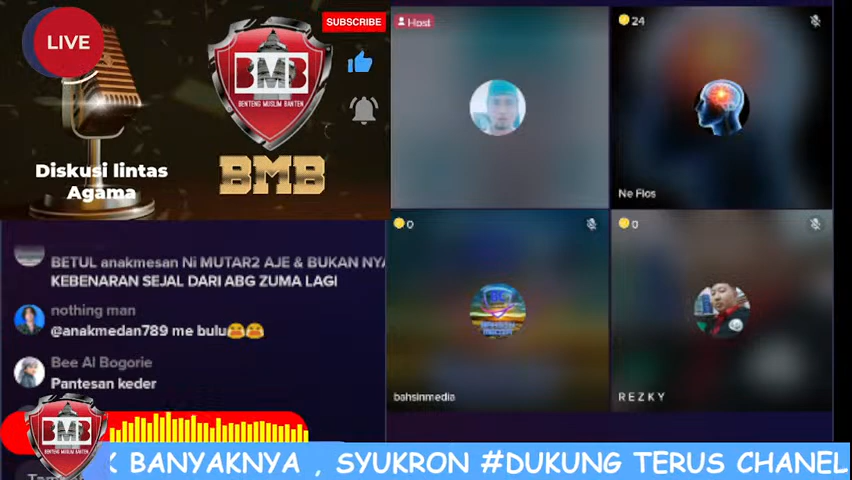 LIVE
SUBSCRIBE
BMB
BENTENG MUSLIM BANTEN
BMB
Diskusi lintas
Agama
Host
24
Ne Flos
0
bahsinmedia
0
R E Z K Y
BETUL anakmesan Ni MUTAR2 AJE & BUKAN NYA
KEBENARAN SEJAL DARI ABG ZUMA LAGI
nothing man
@anakmedan789 me bulu😫😫
Bee Al Bogorie
Pantesan keder
BMB
K BANYAKNYA , SYUKRON #DUKUNG TERUS CHANEL